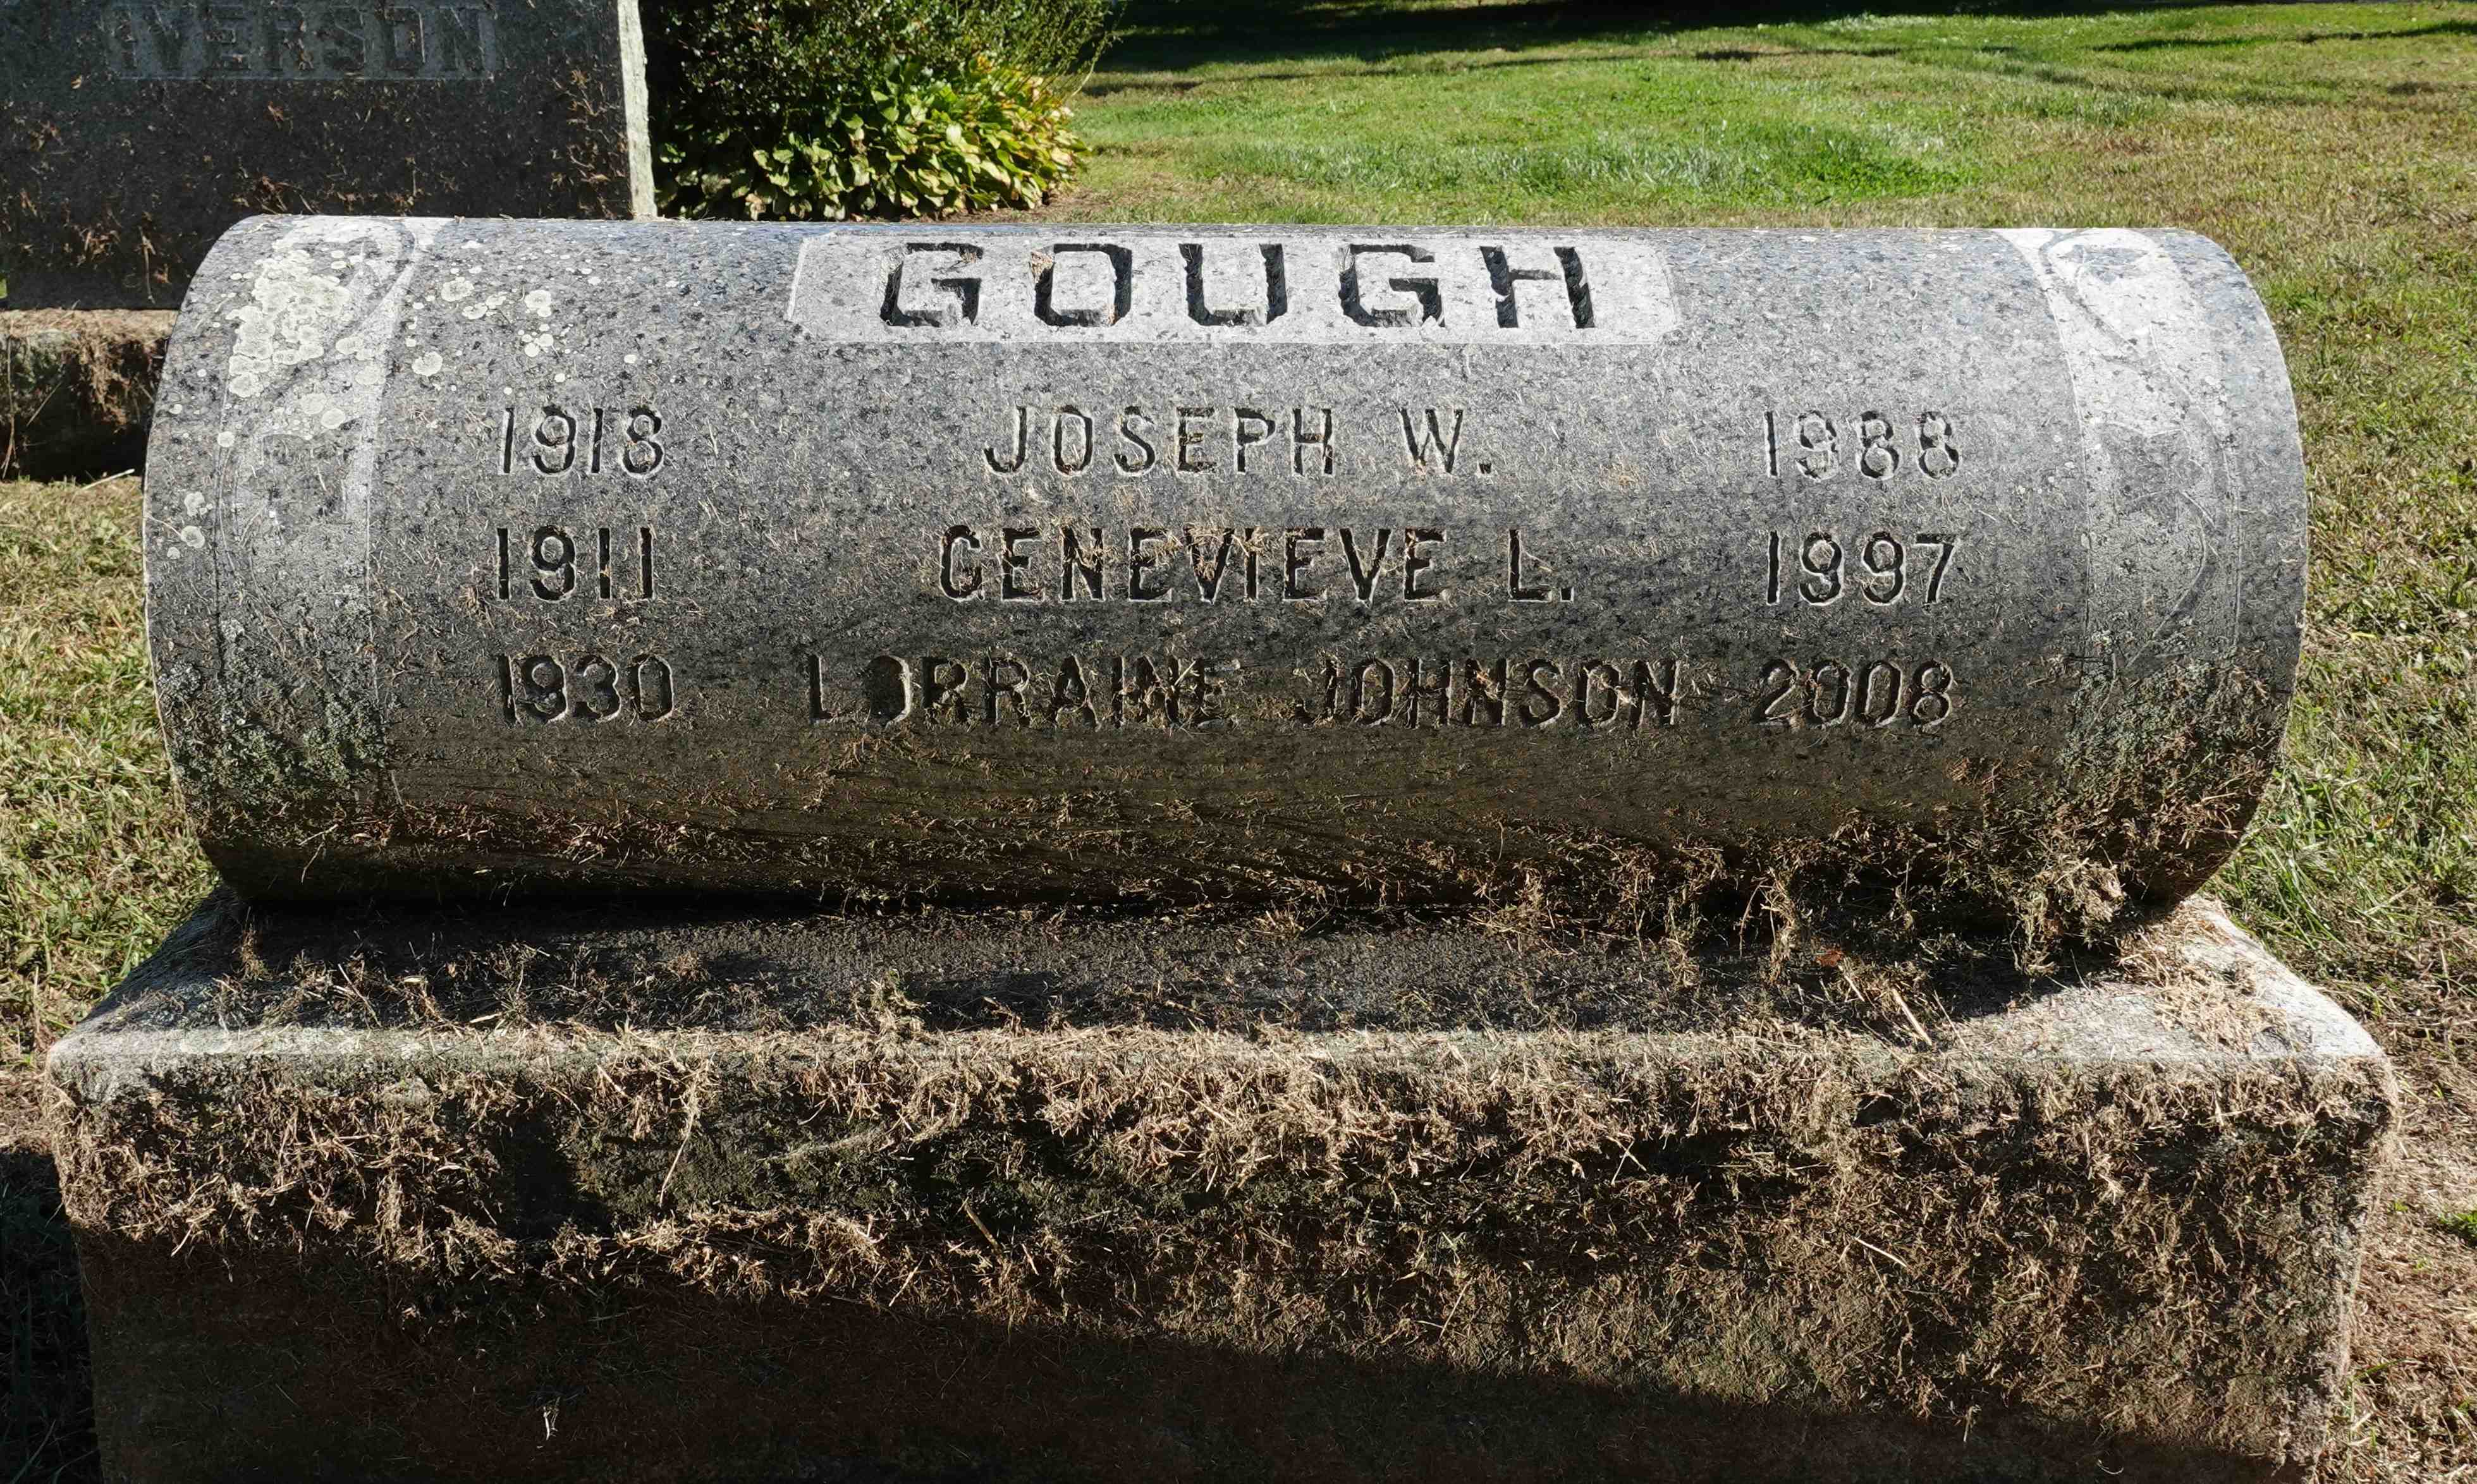 IVERSON
GOUGH
1918 JOSEPH W. 1988
1911 GENEVIEVE L. 1997
1930 LORRAINE JOHNSON 2008